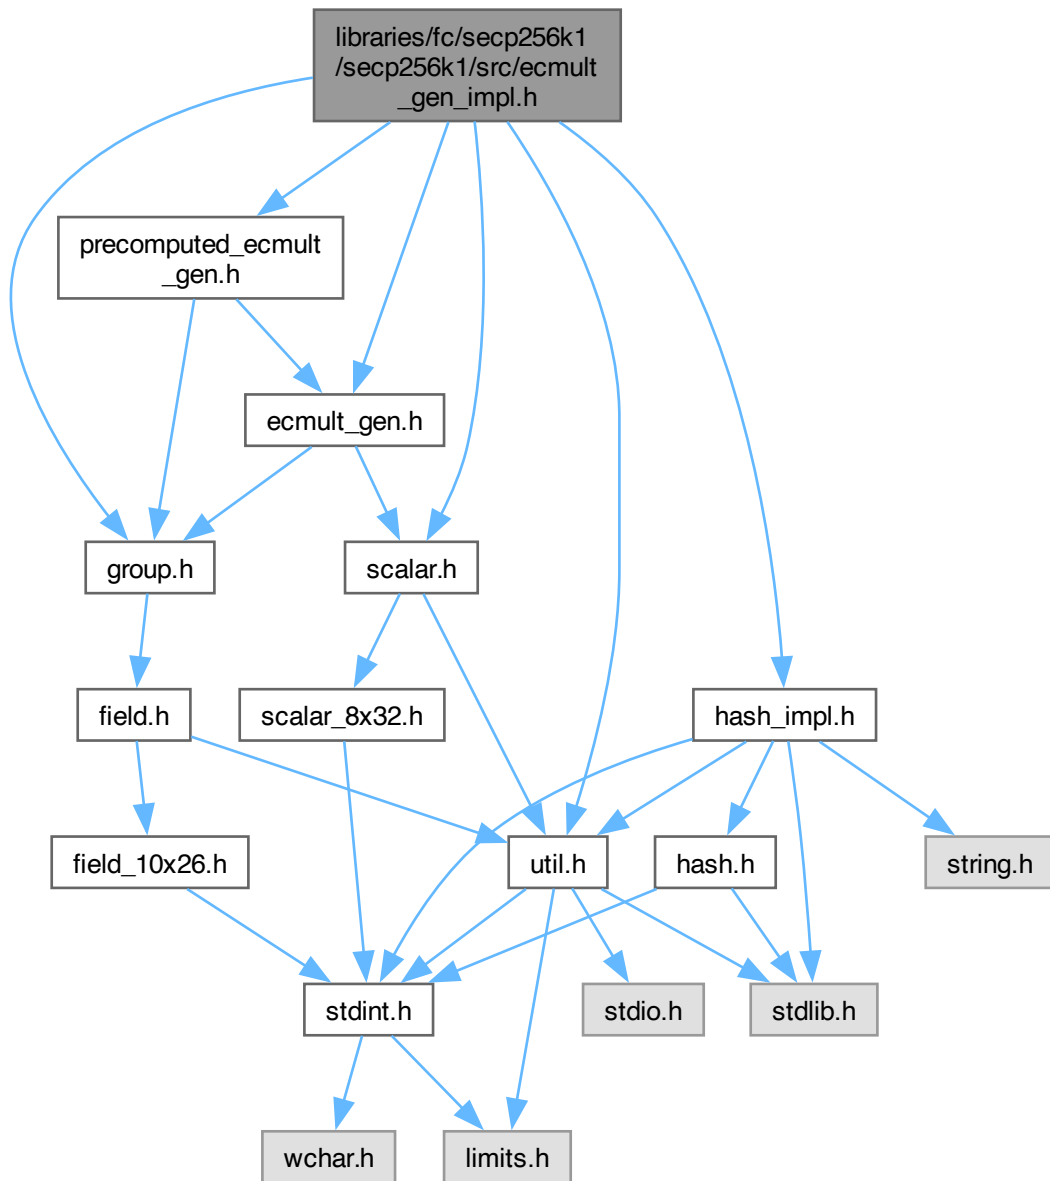 libraries/fc/secp256k1
/secp256k1/src/ecmult
_gen_impl.h
precomputed_ecmult
_gen.h
ecmult_gen.h
group.h
scalar.h
field.h
scalar_8x32.h
hash_impl.h
field_10x26.h
util.h
hash.h
string.h
stdint.h
stdio.h
stdlib.h
wchar.h
limits.h